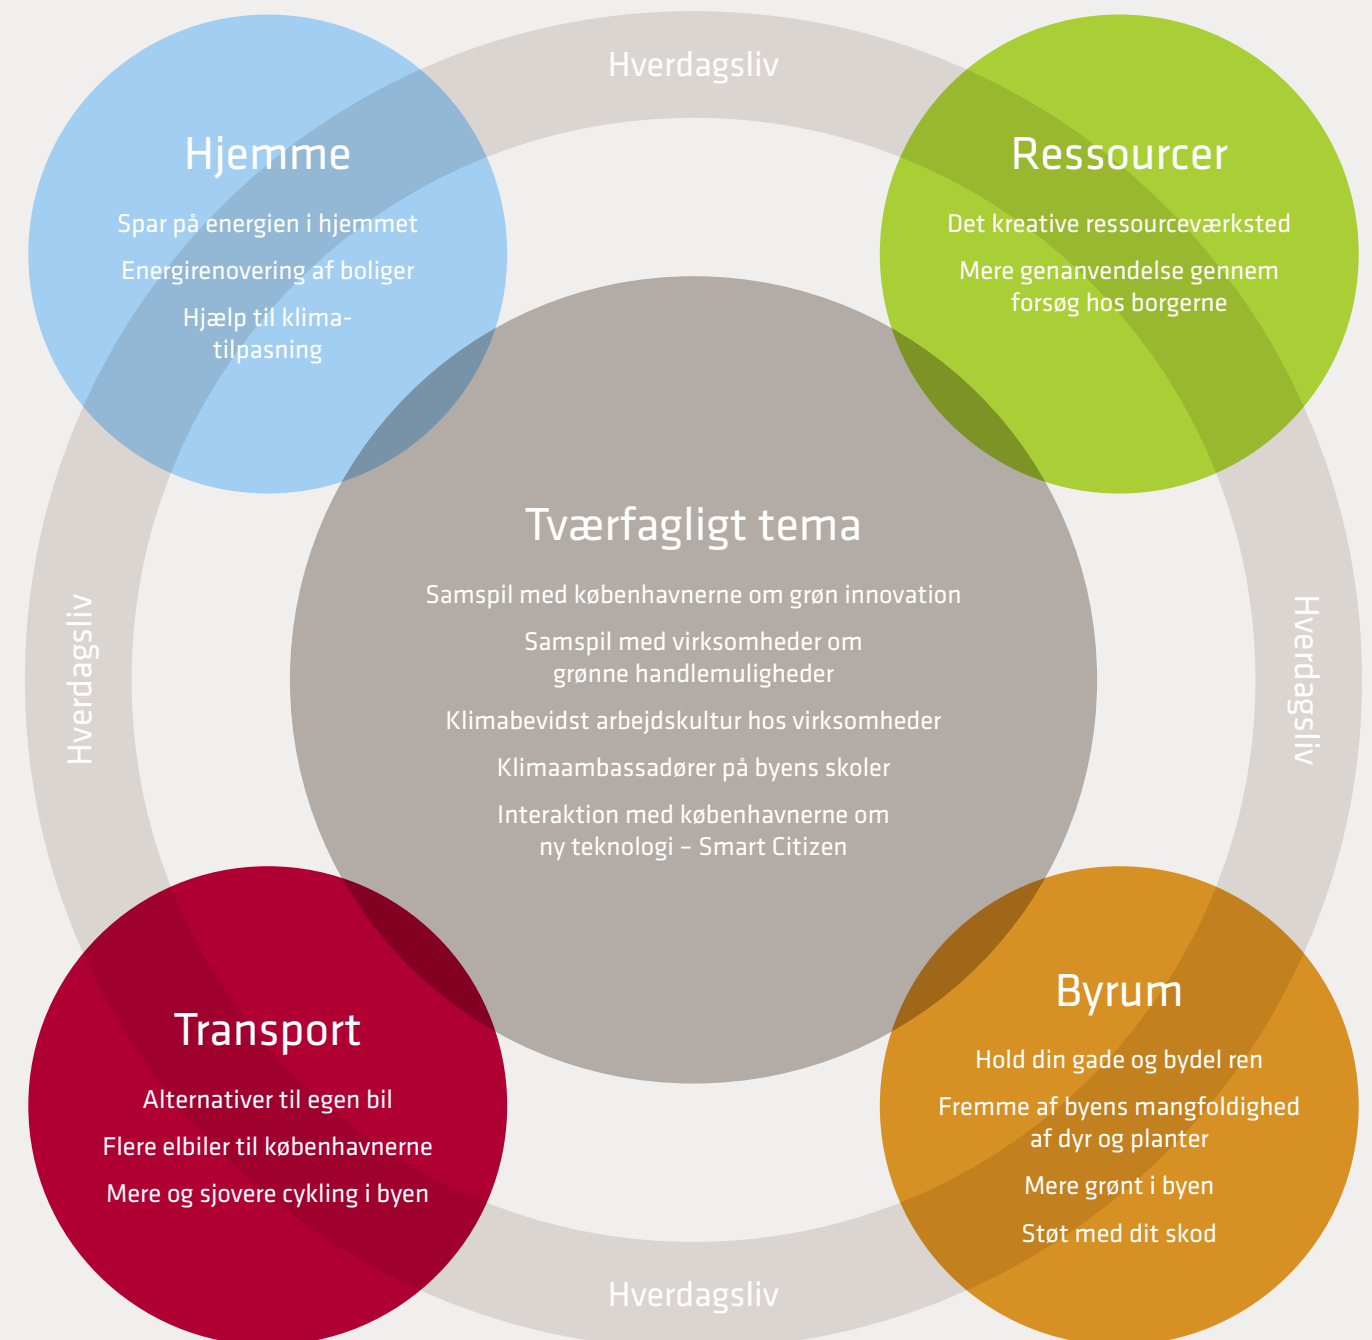 Hverdagsliv
Hjemme
Spar på energien i hjemmet
Energirenovering af boliger
Hjælp til klima-
tilpasning
Ressourcer
Det kreative ressourceværksted
Mere genanvendelse gennem
forsøg hos borgerne
Tværfagligt tema
Samspil med københavnerne om grøn innovation
Samspil med virksomheder om
grønne handlemuligheder
Klimabevidst arbejdskultur hos virksomheder
Klimaambassadører på byens skoler
Interaktion med københavnerne om
ny teknologi – Smart Citizen
Hverdagsliv
Hverdagsliv
Transport
Alternativer til egen bil
Flere elbiler til københavnerne
Mere og sjovere cykling i byen
Byrum
Hold din gade og bydel ren
Fremme af byens mangfoldighed
af dyr og planter
Mere grønt i byen
Støt med dit skod
Hverdagsliv